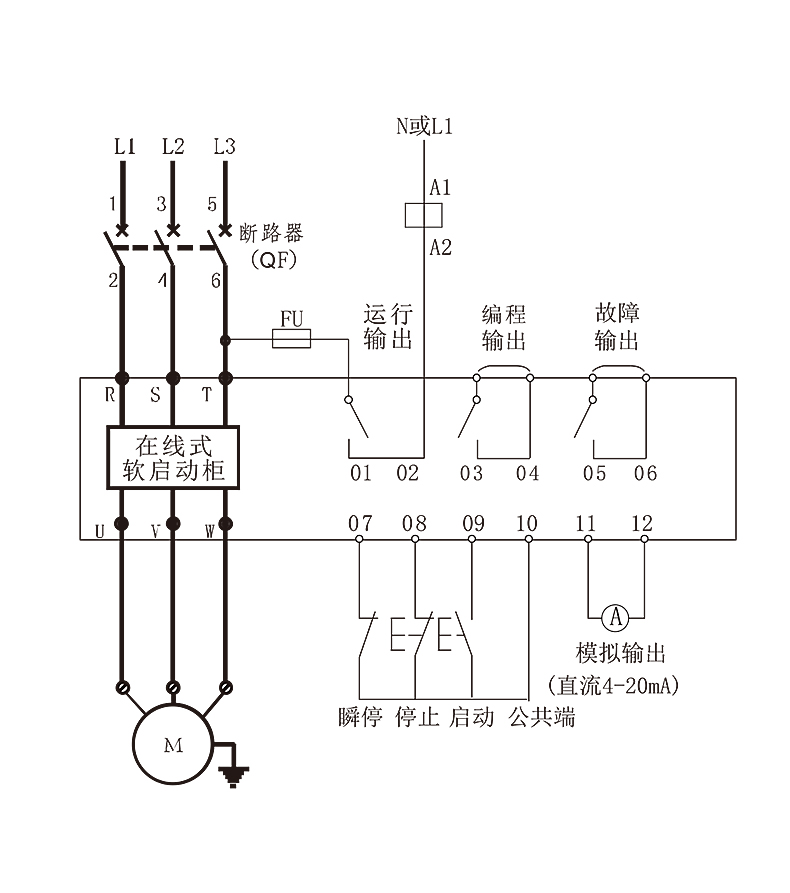 N或L1
L1 L2 L3
A1
1 3 5
断路器
(QF)
A2
2 4 6
FU
运行
输出
编程
输出
故障
输出
R S T
在线式
软启动柜
01 02 03 04 05 06
U V W
07 08 09 10 11 12
A
模拟输出
(直流4-20mA)
瞬停 停止 启动 公共端
M